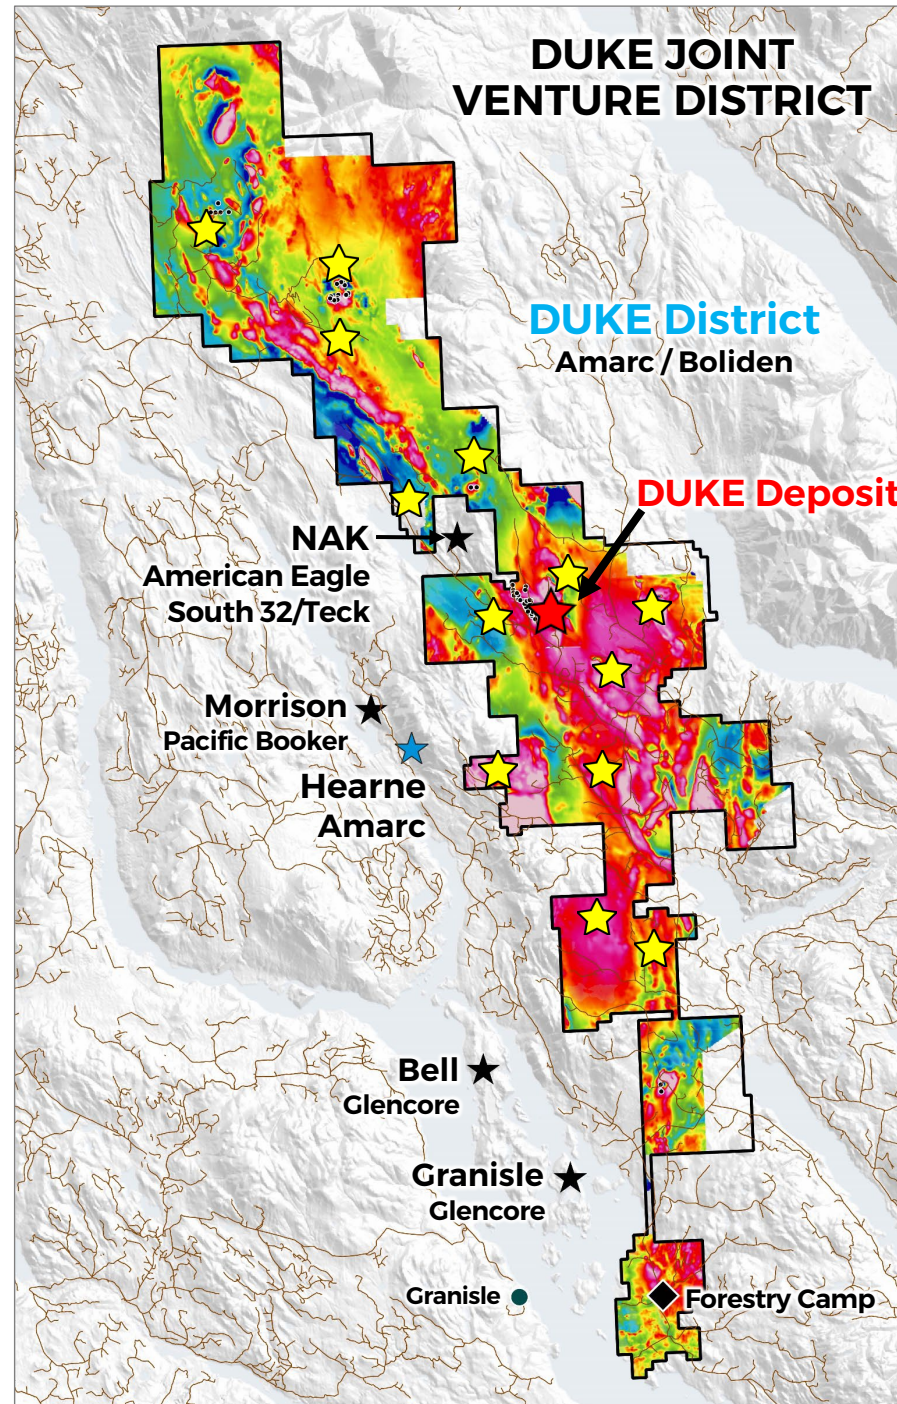 DUKE JOINT
VENTURE DISTRICT
DUKE District
Amarc / Boliden
DUKE Deposit
NAK
American Eagle
South 32/Teck
Morrison
Pacific Booker
Hearne
Amarc
Bell
Glencore
Granisle
Glencore
Granisle
Forestry Camp